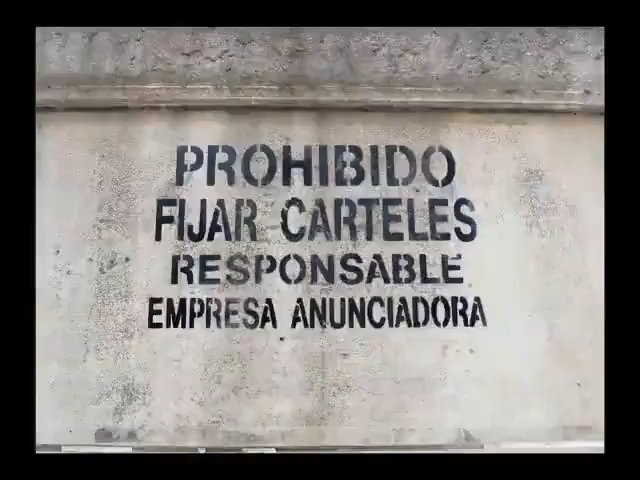 PROHIBIDO
FIJAR CARTELES
RESPONSABLE
EMPRESA ANUNCIADORA